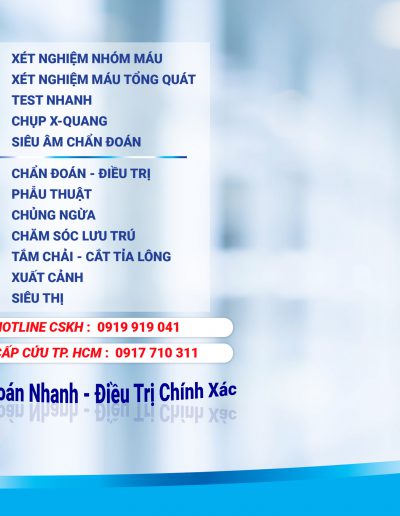 XÉT NGHIỆM NHÓM MÁU
XÉT NGHIỆM MÁU TỔNG QUÁT
TEST NHANH
CHỤP X-QUANG
SIÊU ÂM CHẨN ĐOÁN
CHẨN ĐOÁN - ĐIỀU TRỊ
PHẪU THUẬT
CHỦNG NGỪA
CHĂM SÓC LƯU TRÚ
TẮM CHẢI - CẮT TỈA LÔNG
XUẤT CẢNH
SIÊU THỊ
HOTLINE CSKH : 0919 919 041
CẤP CỨU TP. HCM : 0917 710 311
oán Nhanh - Điều Trị Chính Xác